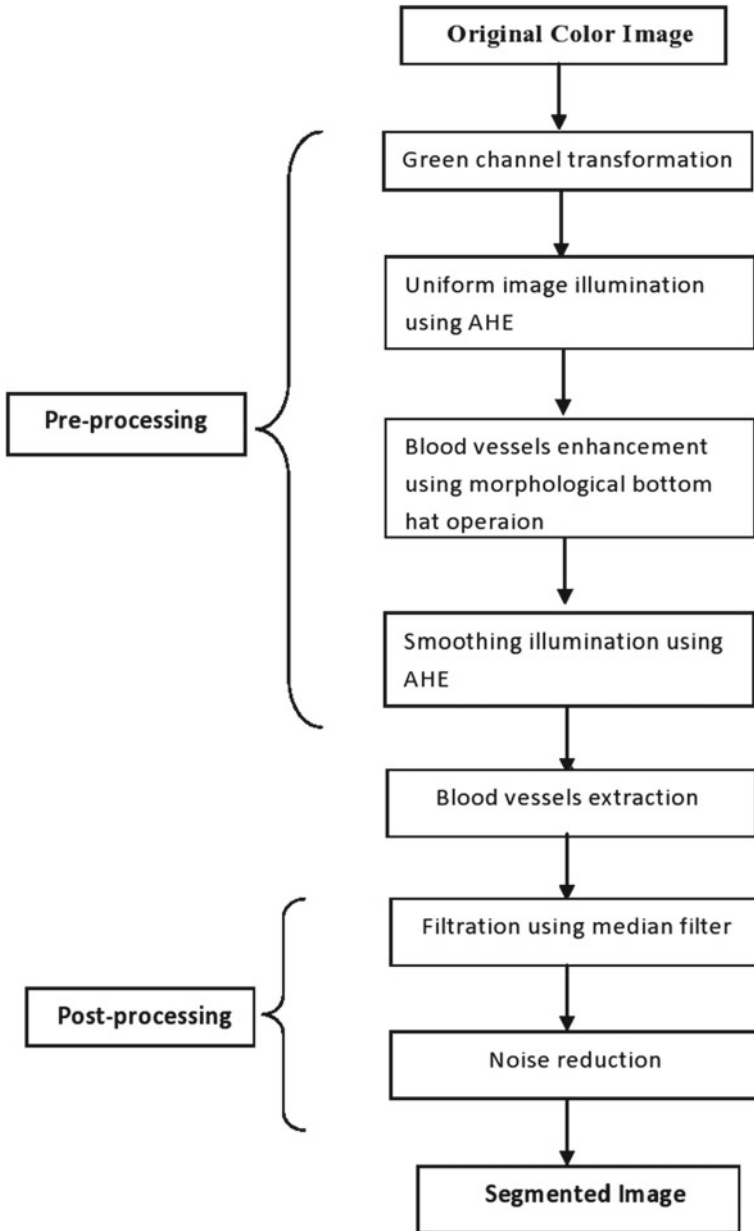 Original Color Image
Green channel transformation
Uniform image illumination
using AHE
Pre-processing
Blood vessels enhancement
using morphological bottom
hat operaion
Smoothing illumination using
AHE
Blood vessels extraction
Filtration using median filter
Post-processing
Noise reduction
Segmented Image